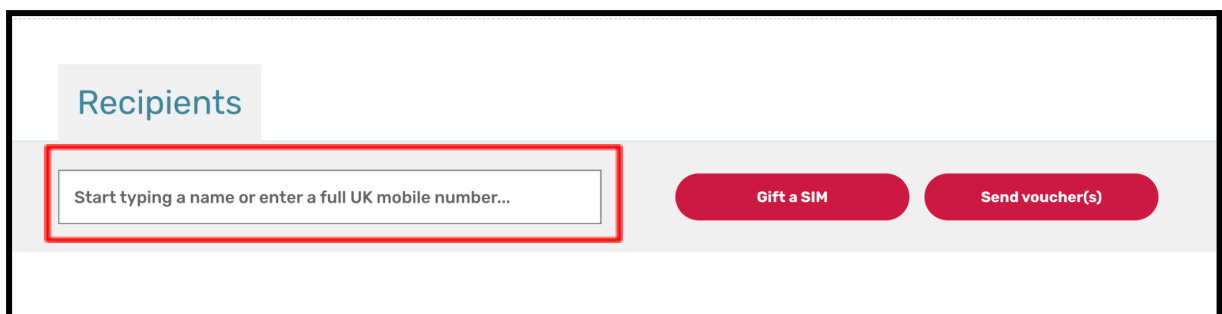 Recipients
Start typing a name or enter a full UK mobile number...
Gift a SIM
Send voucher(s)